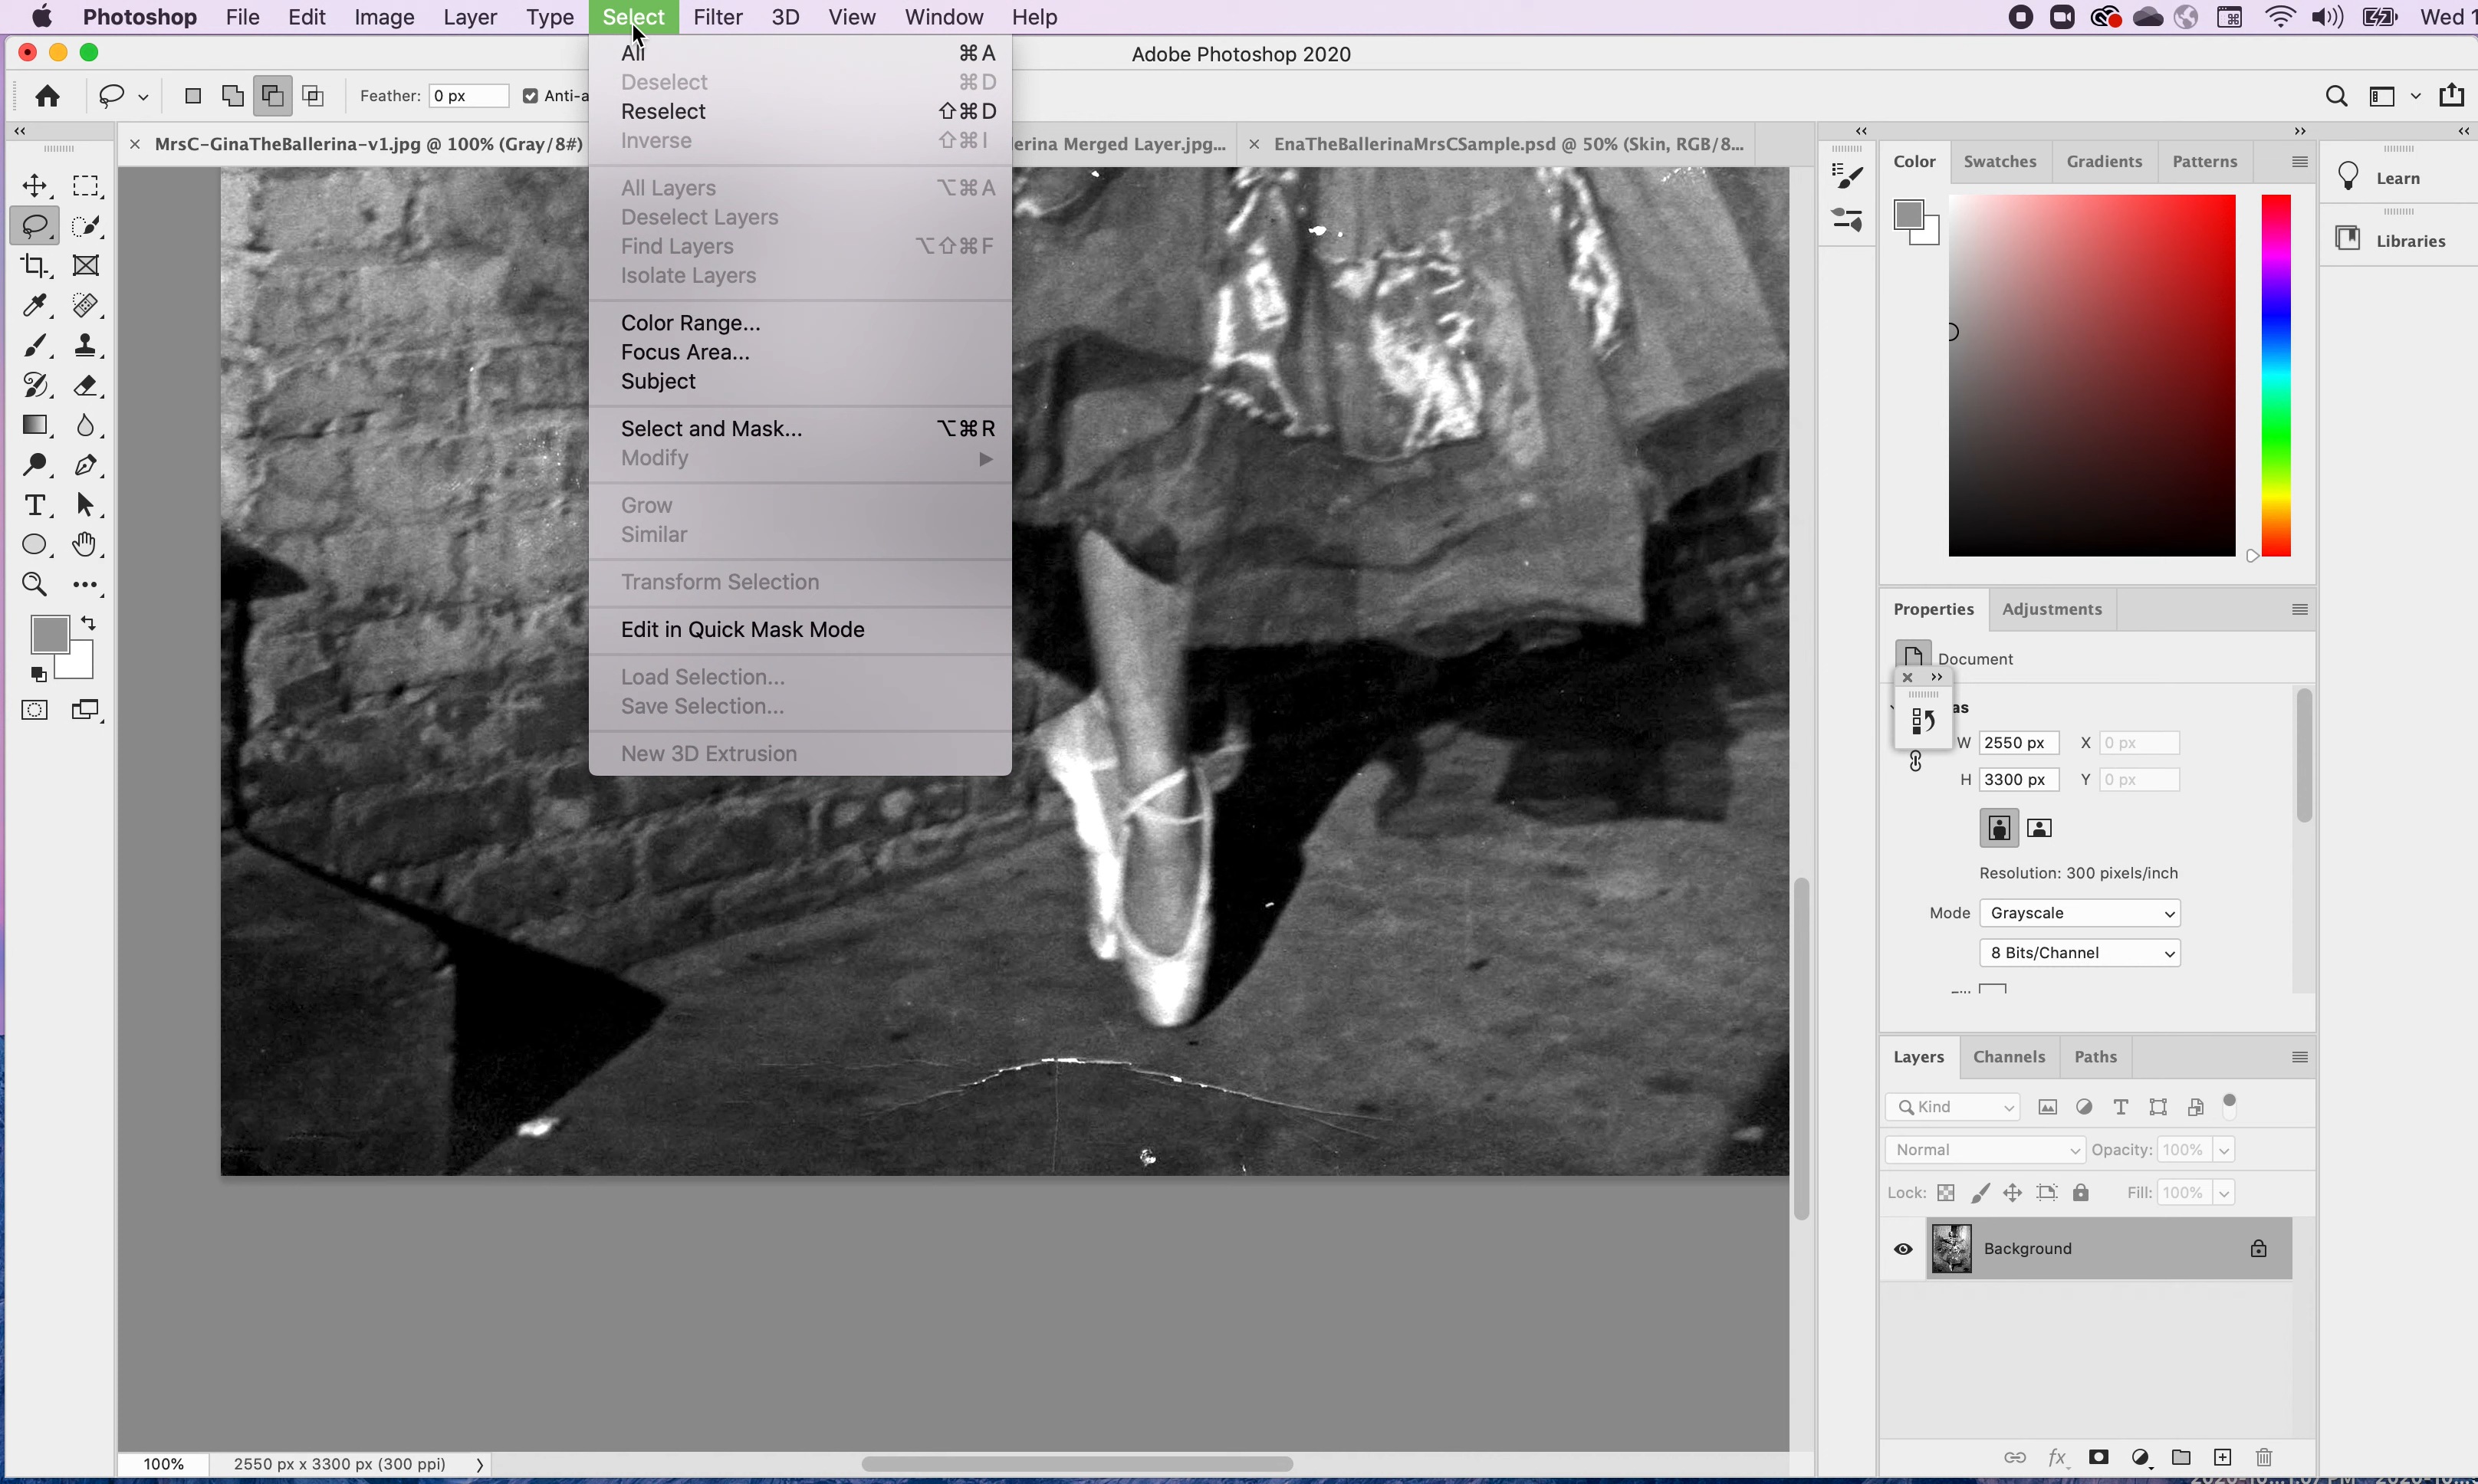 Photoshop File Edit Image Layer Type Select Filter 3D View Window Help Wed 1
Adobe Photoshop 2020
Feather: 0 px Anti-a
MrsC-GinaTheBallerina-v1.jpg @ 100% (Gray/8#)
lerina Merged Layer.jpg...
EnaTheBallerinaMrsCSample.psd @ 50% (Skin, RGB/8...
All ⌘A
Deselect ⌘D
Reselect ⇧⌘D
Inverse ⇧⌘I
All Layers ⌥⌘A
Deselect Layers
Find Layers ⌥⇧⌘F
Isolate Layers
Color Range...
Focus Area...
Subject
Select and Mask... ⌥⌘R
Modify
Grow
Similar
Transform Selection
Edit in Quick Mask Mode
Load Selection...
Save Selection...
New 3D Extrusion
Color Swatches Gradients Patterns
Learn
Libraries
Properties Adjustments
Document
as
W 2550 px X 0 px
H 3300 px Y 0 px
Resolution: 300 pixels/inch
Mode Grayscale
8 Bits/Channel
Layers Channels Paths
Kind
Normal Opacity: 100%
Lock: Fill: 100%
Background
fx
100% 2550 px x 3300 px (300 ppi)